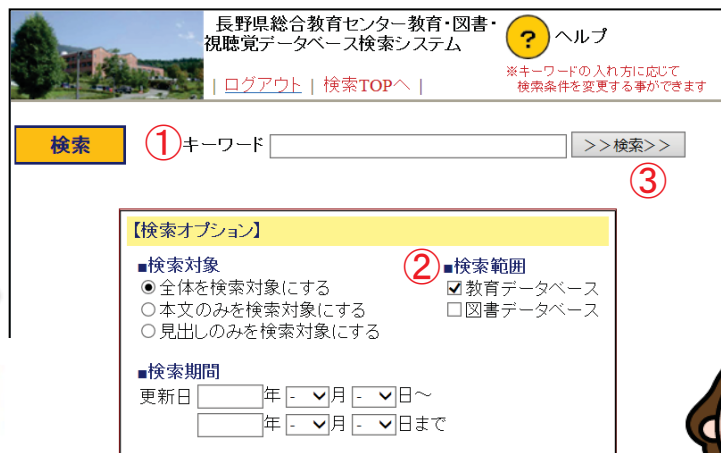 長野県総合教育センター教育・図書・
視聴覚データベース検索システム
? ヘルプ
| ログアウト | 検索TOPへ |
※キーワードの入れ方に応じて
検索条件を変更する事ができます
検索 ①キーワード >>検索>>
③
【検索オプション】
■検索対象 ②■検索範囲
全体を検索対象にする 教育データベース
本文のみを検索対象にする 図書データベース
見出しのみを検索対象にする
■検索期間
更新日 年 - 月 - 日～
年 - 月 - 日まで